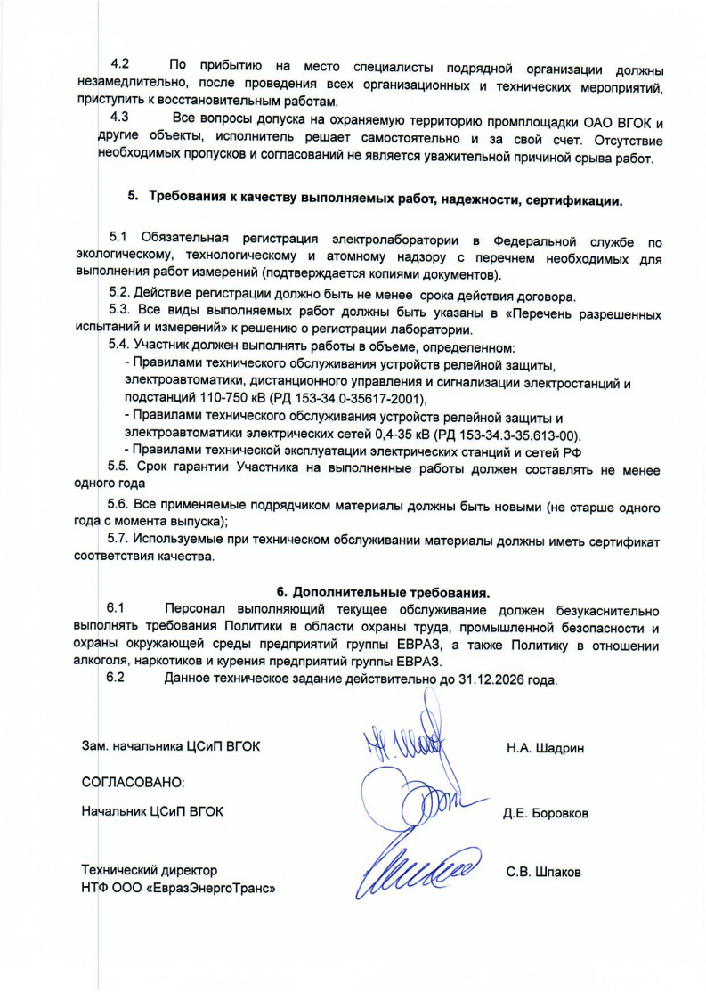 4.2 По прибытию на место специалисты подрядной организации должны
незамедлительно, после проведения всех организационных и технических мероприятий,
приступить к восстановительным работам.
4.3 Все вопросы допуска на охраняемую территорию промплощадки ОАО ВГОК и
другие объекты, исполнитель решает самостоятельно и за свой счет. Отсутствие
необходимых пропусков и согласований не является уважительной причиной срыва работ.
5. Требования к качеству выполняемых работ, надежности, сертификации.
5.1 Обязательная регистрация электролаборатории в Федеральной службе по
экологическому, технологическому и атомному надзору с перечнем необходимых для
выполнения работ измерений (подтверждается копиями документов).
5.2. Действие регистрации должно быть не менее срока действия договора.
5.3. Все виды выполняемых работ должны быть указаны в «Перечень разрешенных
испытаний и измерений» к решению о регистрации лаборатории.
5.4. Участник должен выполнять работы в объеме, определенном:
- Правилами технического обслуживания устройств релейной защиты,
электроавтоматики, дистанционного управления и сигнализации электростанций и
подстанций 110-750 кВ (РД 153-34.0-35617-2001),
- Правилами технического обслуживания устройств релейной защиты и
электроавтоматики электрических сетей 0,4-35 кВ (РД 153-34.3-35.613-00).
- Правилами технической эксплуатации электрических станций и сетей РФ
5.5. Срок гарантии Участника на выполненные работы должен составлять не менее
одного года
5.6. Все применяемые подрядчиком материалы должны быть новыми (не старше одного
года с момента выпуска);
5.7. Используемые при техническом обслуживании материалы должны иметь сертификат
соответствия качества.
6. Дополнительные требования.
6.1 Персонал выполняющий текущее обслуживание должен безукаснительно
выполнять требования Политики в области охраны труда, промышленной безопасности и
охраны окружающей среды предприятий группы ЕВРАЗ, а также Политику в отношении
алкоголя, наркотиков и курения предприятий группы ЕВРАЗ.
6.2 Данное техническое задание действительно до 31.12.2026 года.
Зам. начальника ЦСиП ВГОК Н.А. Шадрин
СОГЛАСОВАНО:
Начальник ЦСиП ВГОК Д.Е. Боровков
Технический директор С.В. Шпаков
НТФ ООО «ЕвразЭнергоТранс»